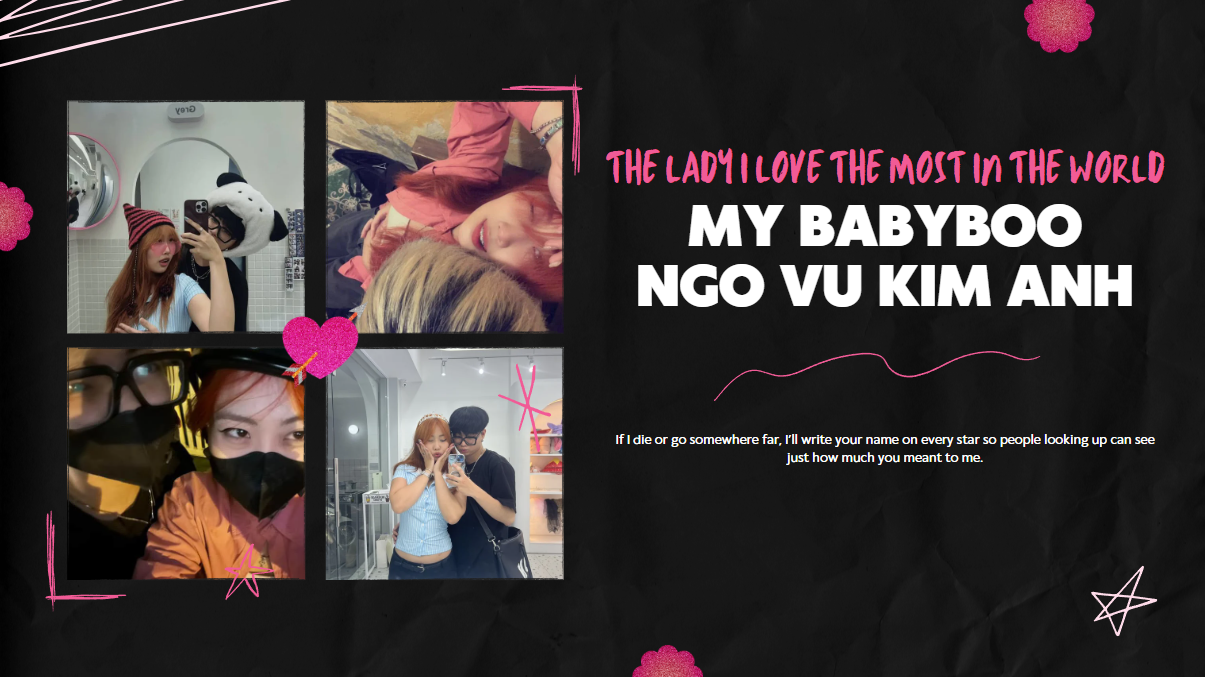 Grey
THE LADY I LOVE THE MOST IN THE WORLD
MY BABYBOO
NGO VU KIM ANH
If I die or go somewhere far, I’ll write your name on every star so people looking up can see
just how much you meant to me.